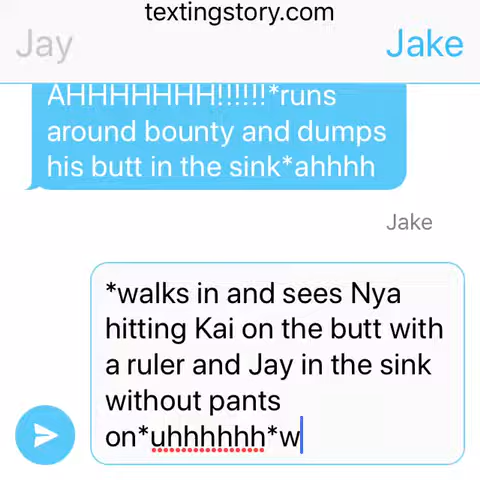 textingstory.com
Jay
Jake
AHHHHHHH!!!!!!*runs
around bounty and dumps
his butt in the sink*ahhhh
Jake
*walks in and sees Nya
hitting Kai on the butt with
a ruler and Jay in the sink
without pants
on*uhhhhhh*w